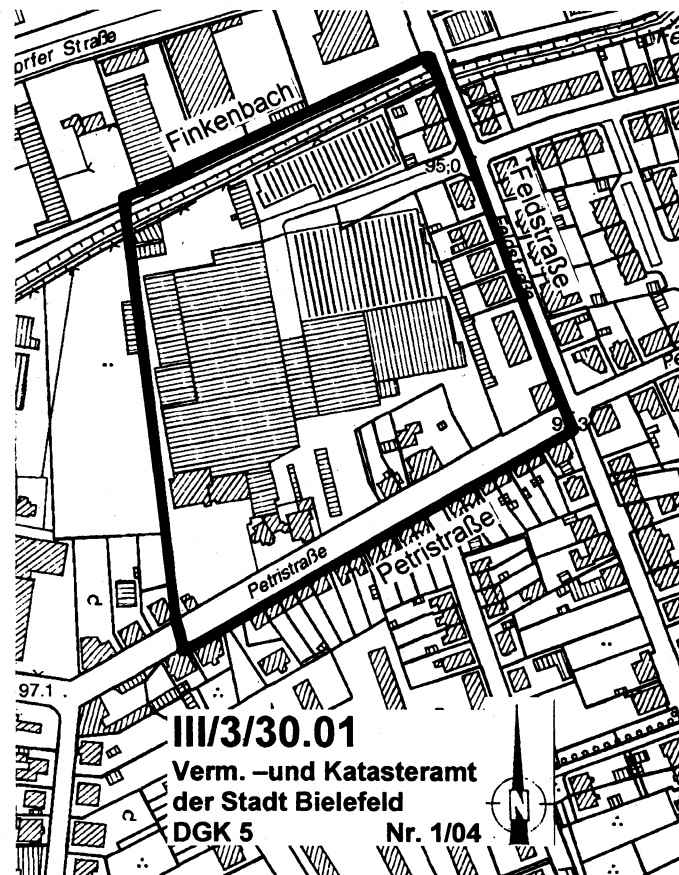 orfer Straße
Finkenbach
95.0
Feldstraße
Feldstraße
Petristraße
Petristraße
97.1
III/3/30.01
Verm. –und Katasteramt
der Stadt Bielefeld
DGK 5 Nr. 1/04
N